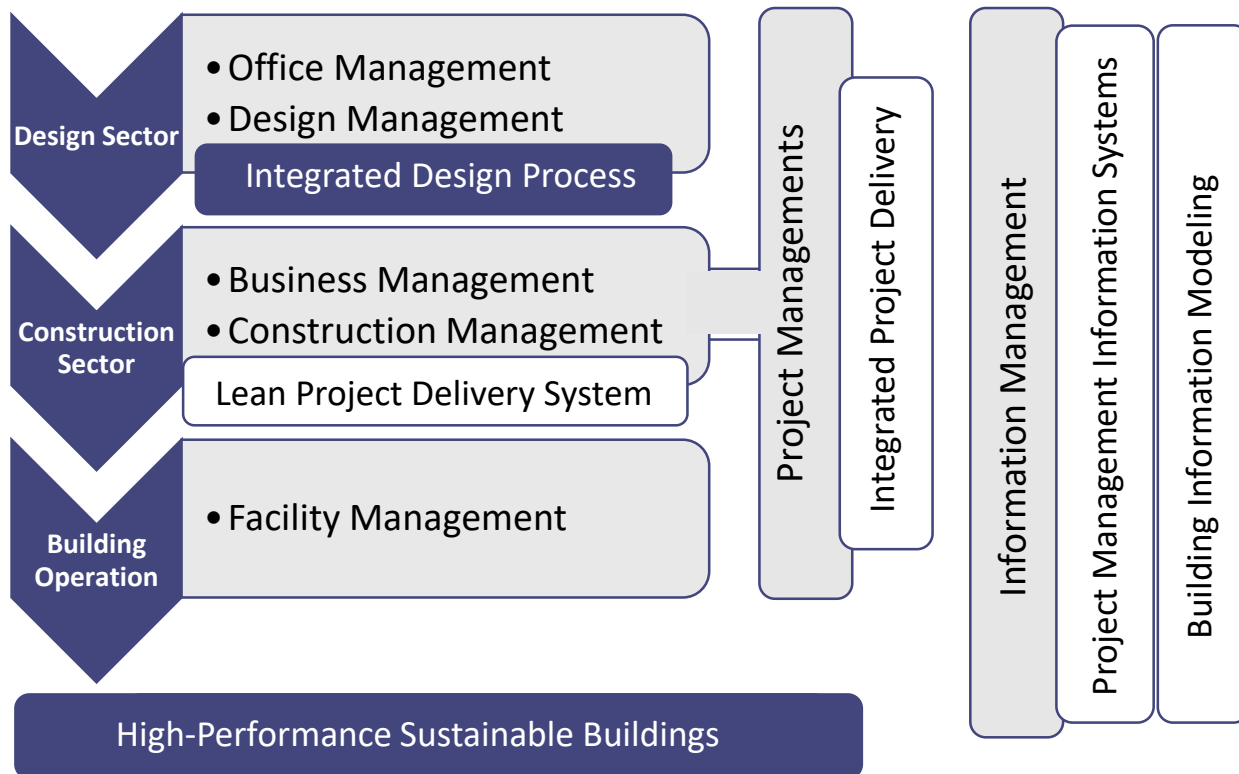 Design Sector
• Office Management
• Design Management
Integrated Design Process
Construction
Sector
• Business Management
• Construction Management
Lean Project Delivery System
Building
Operation
• Facility Management
High-Performance Sustainable Buildings
Project Managements
Integrated Project Delivery
Information Management
Project Management Information Systems
Building Information Modeling